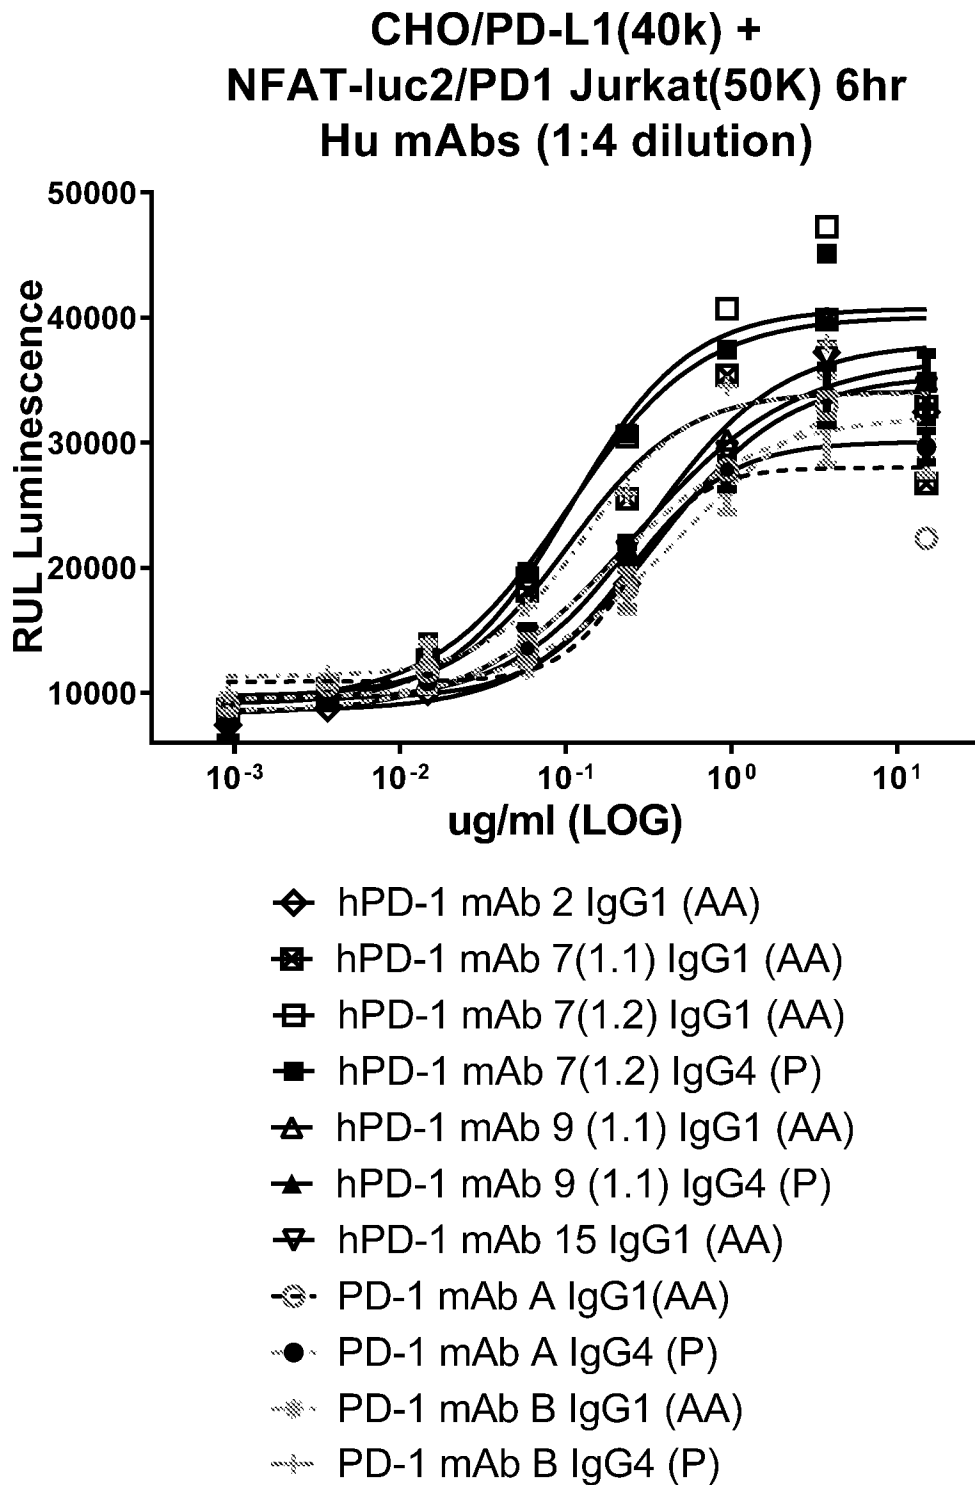 CHO/PD-L1(40k) +
NFAT-luc2/PD1 Jurkat(50K) 6hr
Hu mAbs (1:4 dilution)
RUL Luminescence
50000
40000
30000
20000
10000
10-3 10-2 10-1 100 101
ug/ml (LOG)
hPD-1 mAb 2 IgG1 (AA)
hPD-1 mAb 7(1.1) IgG1 (AA)
hPD-1 mAb 7(1.2) IgG1 (AA)
hPD-1 mAb 7(1.2) IgG4 (P)
hPD-1 mAb 9 (1.1) IgG1 (AA)
hPD-1 mAb 9 (1.1) IgG4 (P)
hPD-1 mAb 15 IgG1 (AA)
PD-1 mAb A IgG1(AA)
PD-1 mAb A IgG4 (P)
PD-1 mAb B IgG1 (AA)
PD-1 mAb B IgG4 (P)